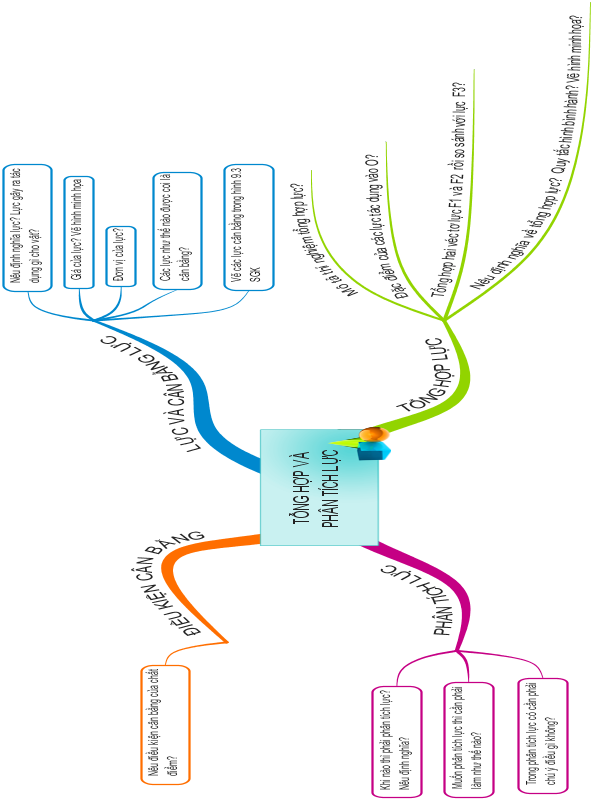 TỔNG HỢP VÀ
PHÂN TÍCH LỰC
LỰC VÀ CÂN BẰNG LỰC
Nêu định nghĩa lực? Lực gây ra tác
dụng gì cho vật?
Giá của lực? Vẽ hình minh họa
Đơn vị của lực?
Các lực như thế nào được coi là
cân bằng?
Vẽ các lực cân bằng trong hình 9.3
SGK
TỔNG HỢP LỰC
Mô tả thí nghiệm tổng hợp lực?
Đặc điểm của các lực tác dụng vào O?
Tổng hợp hai véc tơ lực F1 và F2 rồi so sánh với lực F3?
Nêu định nghĩa về tổng hợp lực? Quy tắc hình bình hành? Vẽ hình minh họa?
PHÂN TÍCH LỰC
Khi nào thì phải phân tích lực?
Nêu định nghĩa?
Muốn phân tích lực thì cần phải
làm như thế nào?
Trong phân tích lực có cần phải
chú ý điều gì không?
ĐIỀU KIỆN CÂN BẰNG
Nêu điều kiện cân bằng của chất
điểm?